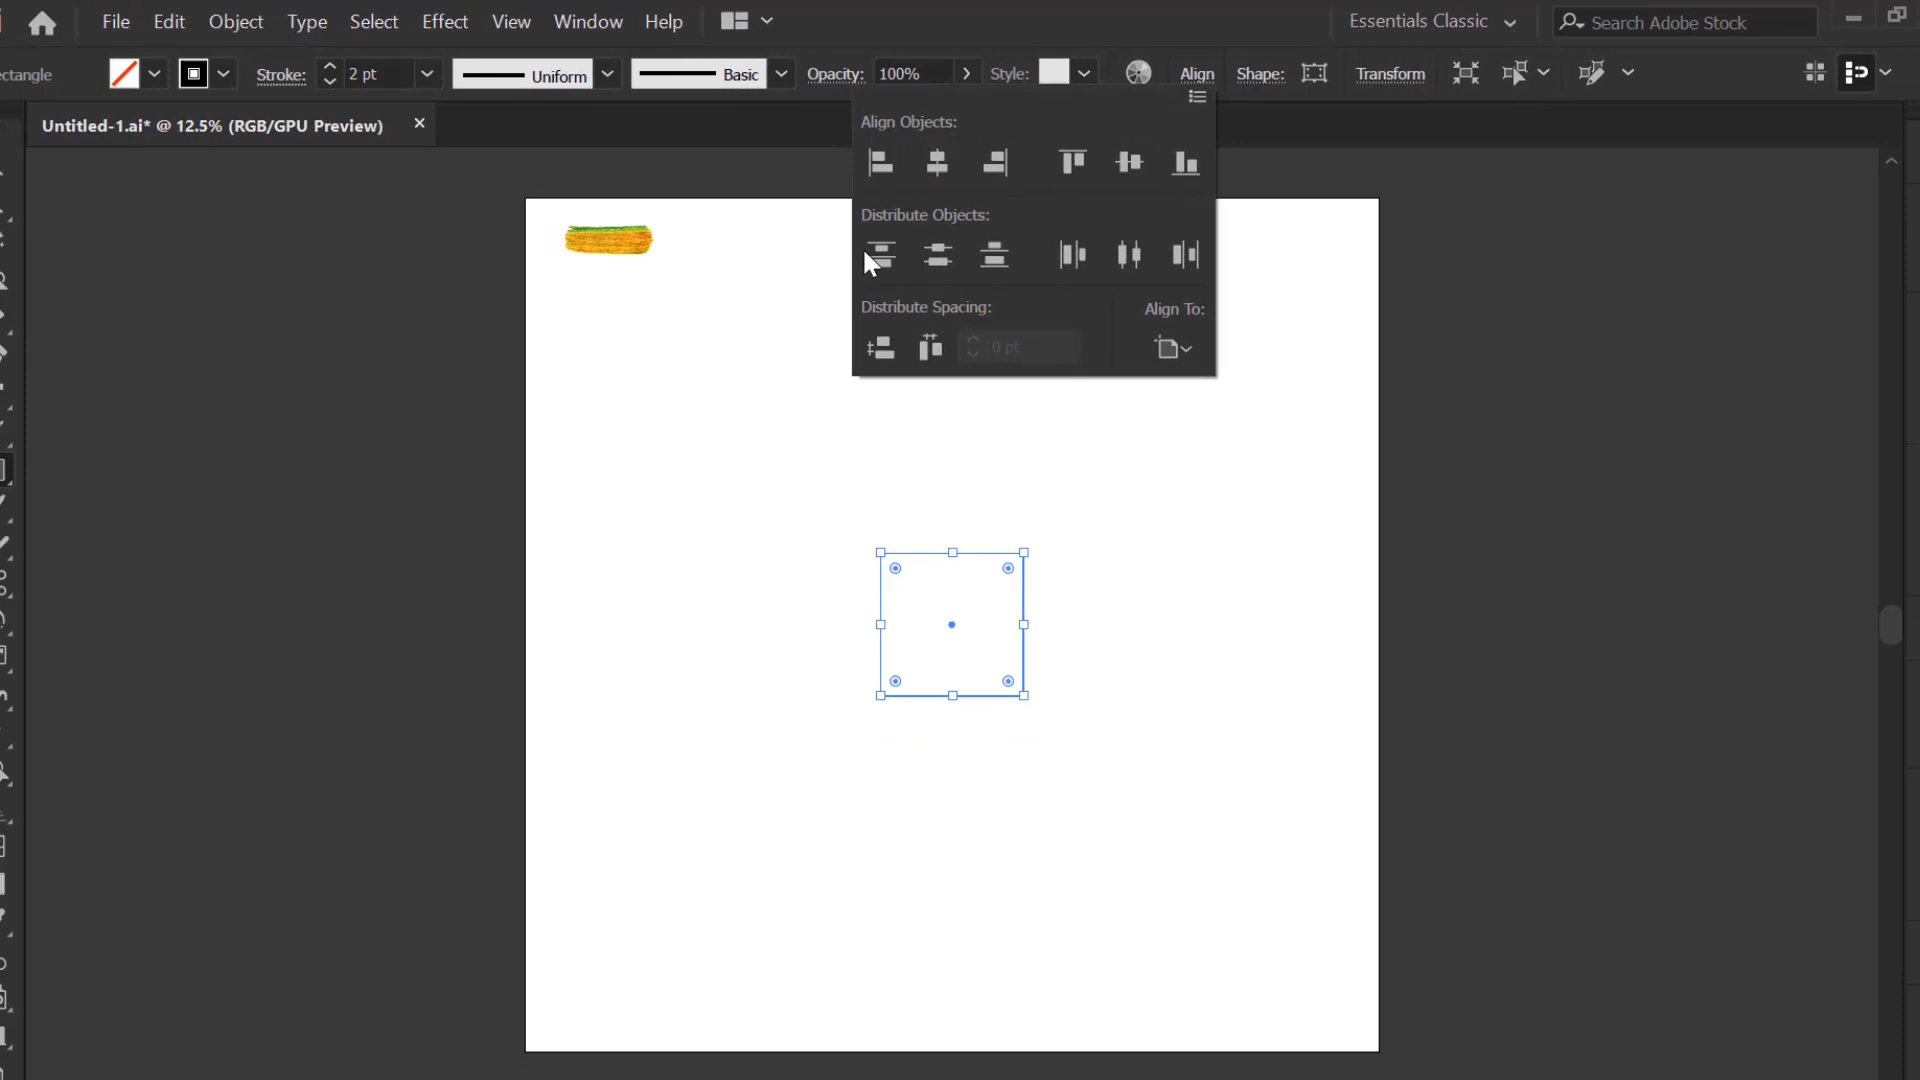 File Edit Object Type Select Effect View Window Help Essentials Classic Search Adobe Stock
ectangle Stroke: 2 pt Uniform Basic Opacity: 100% Style: Align Shape: Transform
Untitled-1.ai* @ 12.5% (RGB/GPU Preview) ×
Align Objects:
Distribute Objects:
Distribute Spacing: Align To:
0 pt